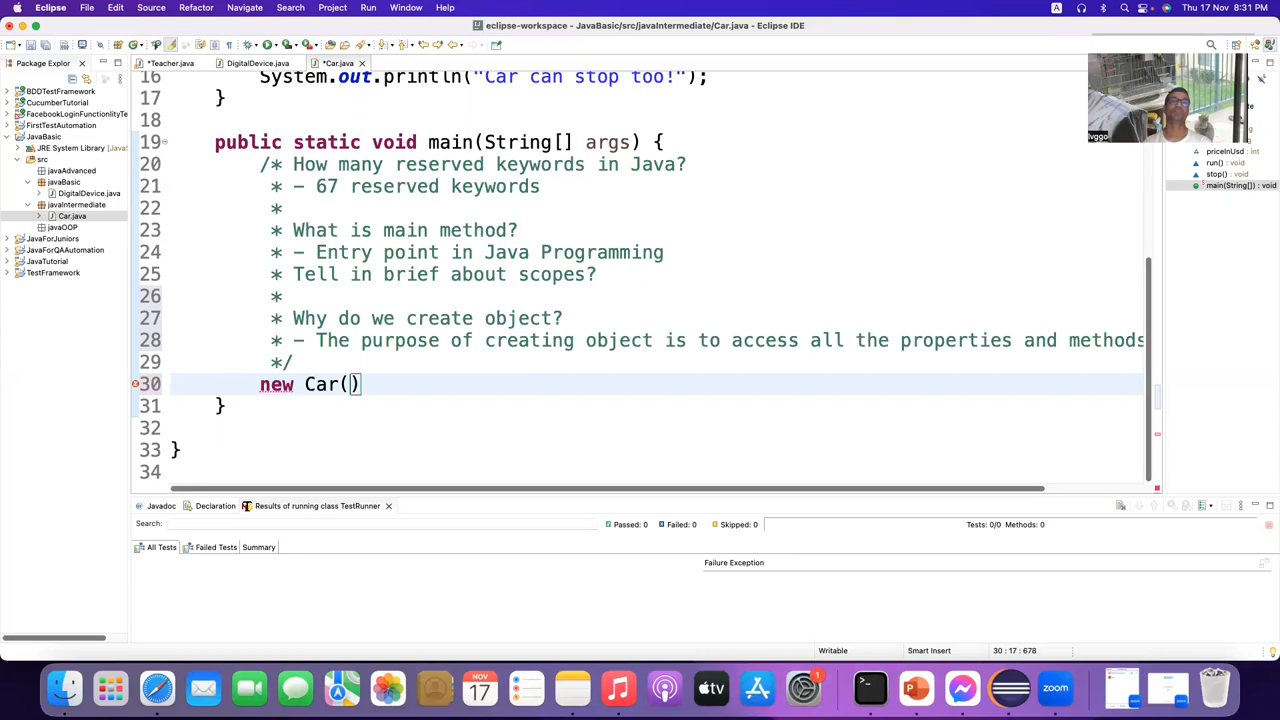 Eclipse File Edit Source Refactor Navigate Search Project Run Window Help
A
Thu 17 Nov 8:31 PM
eclipse-workspace - JavaBasic/src/javaIntermediate/Car.java - Eclipse IDE
Package Explorer
*Teacher.java
DigitalDevice.java
*Car.java
BDDTestFramework
CucumberTutorial
FacebookLoginFunctionlityTe
FirstTestAutomation
JavaBasic
JRE System Library [Java
src
javaAdvanced
javaBasic
DigitalDevice.java
javaIntermediate
Car.java
javaOOP
JavaForJuniors
JavaForQAAutomation
JavaTutorial
TestFramework
16 System.out.println("Car can stop too!");
17 }
18
19 public static void main(String[] args) {
20 /* How many reserved keywords in Java?
21 * - 67 reserved keywords
22 *
23 * What is main method?
24 * - Entry point in Java Programming
25 * Tell in brief about scopes?
26 *
27 * Why do we create object?
28 * - The purpose of creating object is to access all the properties and methods
29 */
30 new Car()
31 }
32
33 }
34
priceInUsd : int
run() : void
stop() : void
main(String[]) : void
Javadoc
Declaration
Results of running class TestRunner
Search:
Passed: 0
Failed: 0
Skipped: 0
Tests: 0/0 Methods: 0
All Tests
Failed Tests
Summary
Failure Exception
Writable
Smart Insert
30 : 17 : 678
NOV
17
tv
1
zoom